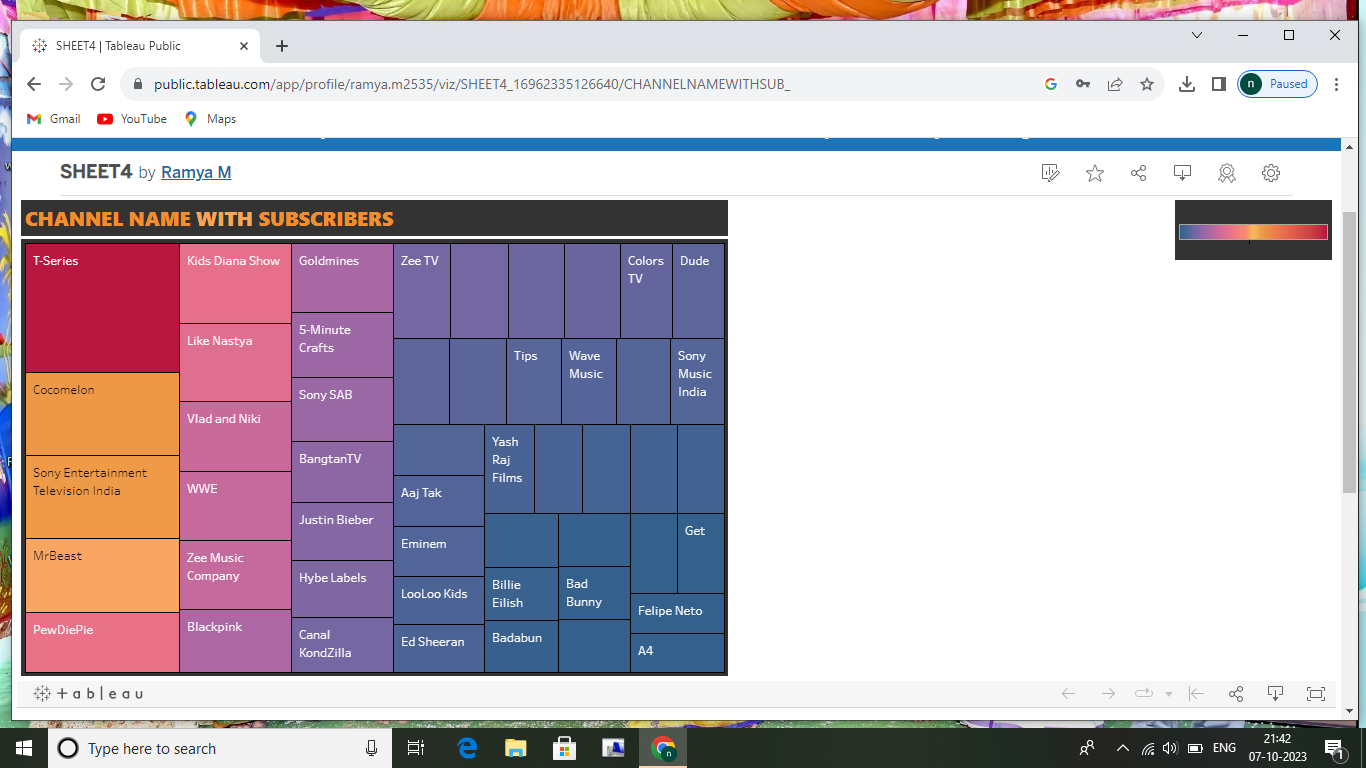 SHEET4 | Tableau Public
public.tableau.com/app/profile/ramya.m2535/viz/SHEET4_16962335126640/CHANNELNAMEWITHSUB_
n
Paused
Gmail
YouTube
Maps
SHEET4 by Ramya M
CHANNEL NAME WITH SUBSCRIBERS
T-Series
Cocomelon
Sony Entertainment
Television India
MrBeast
PewDiePie
Kids Diana Show
Like Nastya
Vlad and Niki
WWE
Zee Music
Company
Blackpink
Goldmines
5-Minute
Crafts
Sony SAB
BangtanTV
Justin Bieber
Hybe Labels
Canal
KondZilla
Zee TV
Colors
TV
Dude
Tips
Wave
Music
Sony
Music
India
Aaj Tak
Eminem
LooLoo Kids
Ed Sheeran
Yash
Raj
Films
Billie
Eilish
Badabun
Bad
Bunny
Get
Felipe Neto
A4
+ a b | e a u
Type here to search
n
ENG
21:42
07-10-2023
1